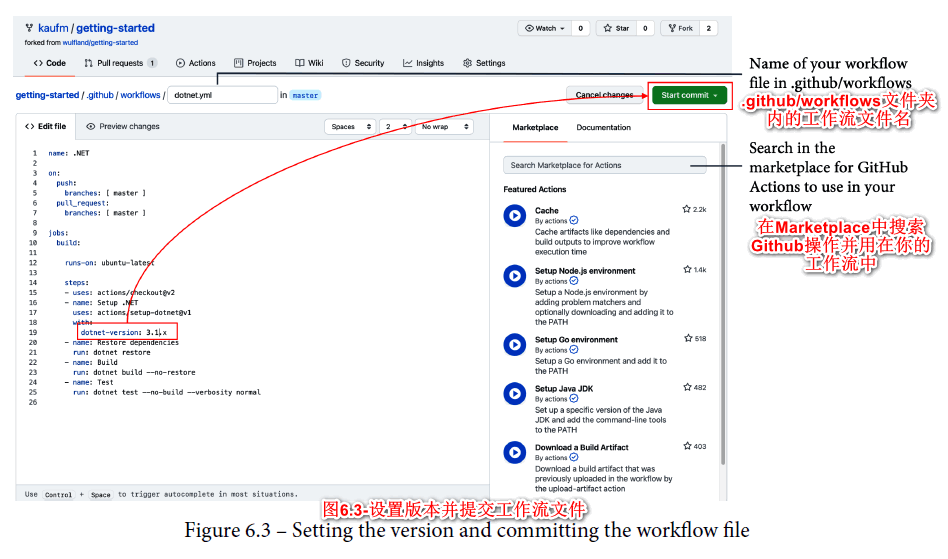 kaufm / getting-started
forked from wulfland/getting-started
Watch 0
Star 0
Fork 2
Code
Pull requests 1
Actions
Projects
Wiki
Security
Insights
Settings
getting-started / .github / workflows / dotnet.yml in master
Cancel changes
Start commit
Edit file
Preview changes
Spaces
2
No wrap
1 name: .NET
2
3 on:
4 push:
5 branches: [ master ]
6 pull_request:
7 branches: [ master ]
8
9 jobs:
10 build:
11
12 runs-on: ubuntu-latest
13
14 steps:
15 - uses: actions/checkout@v2
16 - name: Setup .NET
17 uses: actions/setup-dotnet@v1
18 with:
19 dotnet-version: 3.1.x
20 - name: Restore dependencies
21 run: dotnet restore
22 - name: Build
23 run: dotnet build --no-restore
24 - name: Test
25 run: dotnet test --no-build --verbosity normal
26
Use Control + Space to trigger autocomplete in most situations.
Marketplace
Documentation
Search Marketplace for Actions
Featured Actions
Cache
2.2k
By actions
Cache artifacts like dependencies and
build outputs to improve workflow
execution time
Setup Node.js environment
1.4k
By actions
Setup a Node.js environment by
adding problem matchers and
optionally downloading and adding it to
the PATH
Setup Go environment
518
By actions
Setup a Go environment and add it to
the PATH
Setup Java JDK
482
By actions
Set up a specific version of the Java
JDK and add the command-line tools
to the PATH
Download a Build Artifact
403
By actions
Download a build artifact that was
previously uploaded in the workflow by
the upload-artifact action
Name of your workflow
file in .github/workflows
.github/workflows文件夹
内的工作流文件名
Search in the
marketplace for GitHub
Actions to use in your
workflow
在Marketplace中搜索
Github操作并用在你的
工作流中
图6.3-设置版本并提交工作流文件
Figure 6.3 – Setting the version and committing the workflow file